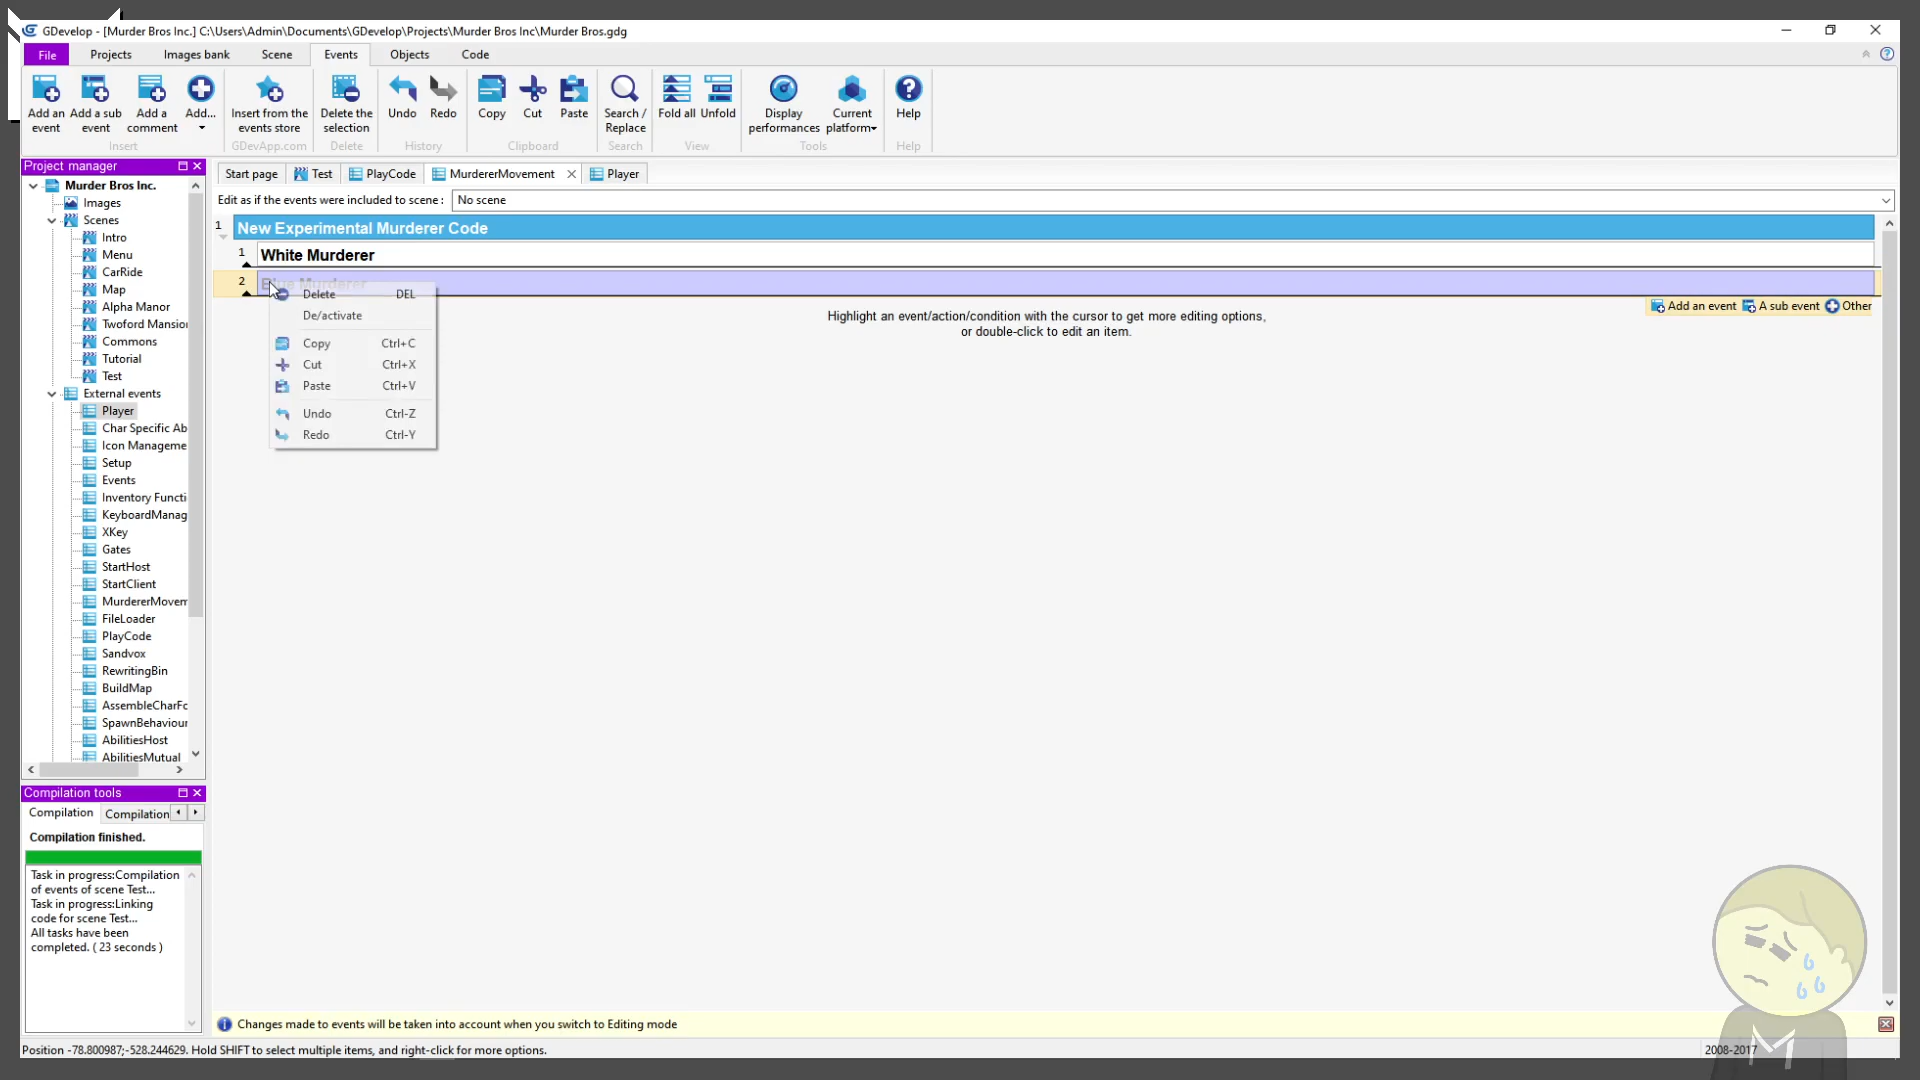 GDevelop - [Murder Bros Inc.] C:\Users\Admin\Documents\GDevelop\Projects\Murder Bros Inc\Murder Bros.gdg
File Projects Images bank Scene Events Objects Code
Add an event
Add a sub event
Add a comment
Add...
Insert
Insert from the events store
GDevApp.com
Delete the selection
Delete
Undo Redo
History
Copy Cut Paste
Clipboard
Search / Replace
Search
Fold all Unfold
View
Display performances
Current platform
Tools
Help
Help
Project manager
Murder Bros Inc.
Images
Scenes
Intro
Menu
CarRide
Map
Alpha Manor
Twoford Mansion
Commons
Tutorial
Test
External events
Player
Char Specific Ab
Icon Manageme
Setup
Events
Inventory Functi
KeyboardManag
XKey
Gates
StartHost
StartClient
MurdererMovem
FileLoader
PlayCode
Sandvox
RewritingBin
BuildMap
AssembleCharFo
SpawnBehaviour
AbilitiesHost
AbilitiesMutual
Start page Test PlayCode MurdererMovement Player
Edit as if the events were included to scene : No scene
1 New Experimental Murderer Code
1 White Murderer
2 Blue Murderer
Add an event A sub event Other
Highlight an event/action/condition with the cursor to get more editing options,
or double-click to edit an item.
Delete DEL
De/activate
Copy Ctrl+C
Cut Ctrl+X
Paste Ctrl+V
Undo Ctrl-Z
Redo Ctrl-Y
Compilation tools
Compilation Compilation
Compilation finished.
Task in progress:Compilation
of events of scene Test...
Task in progress:Linking
code for scene Test...
All tasks have been
completed. ( 23 seconds )
Changes made to events will be taken into account when you switch to Editing mode
Position -78.800987;-528.244629. Hold SHIFT to select multiple items, and right-click for more options.
2008-2017